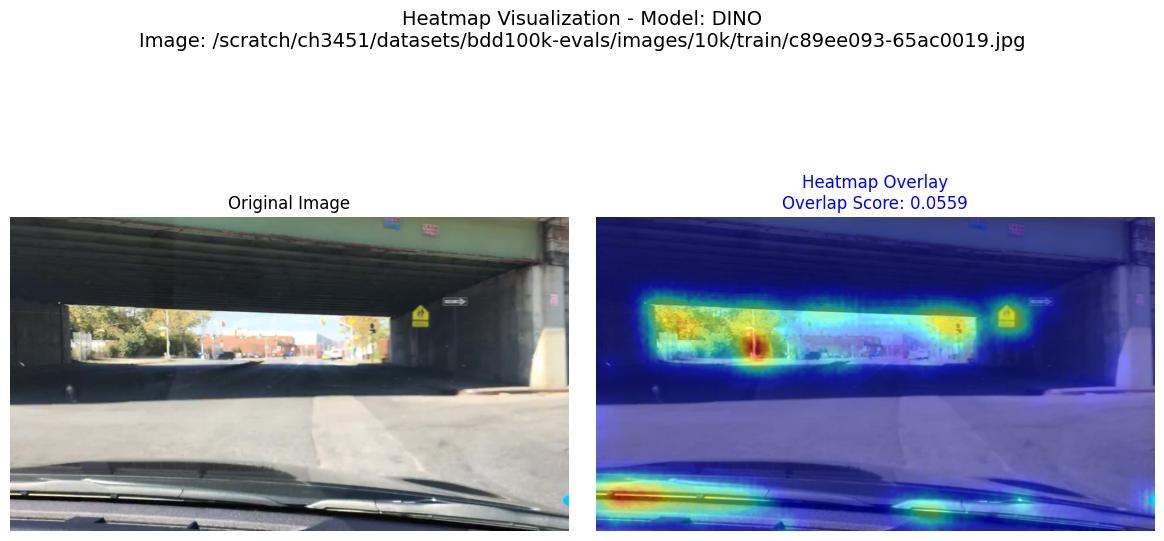 Heatmap Visualization - Model: DINO
Image: /scratch/ch3451/datasets/bdd100k-evals/images/10k/train/c89ee093-65ac0019.jpg
Original Image
Heatmap Overlay
Overlap Score: 0.0559